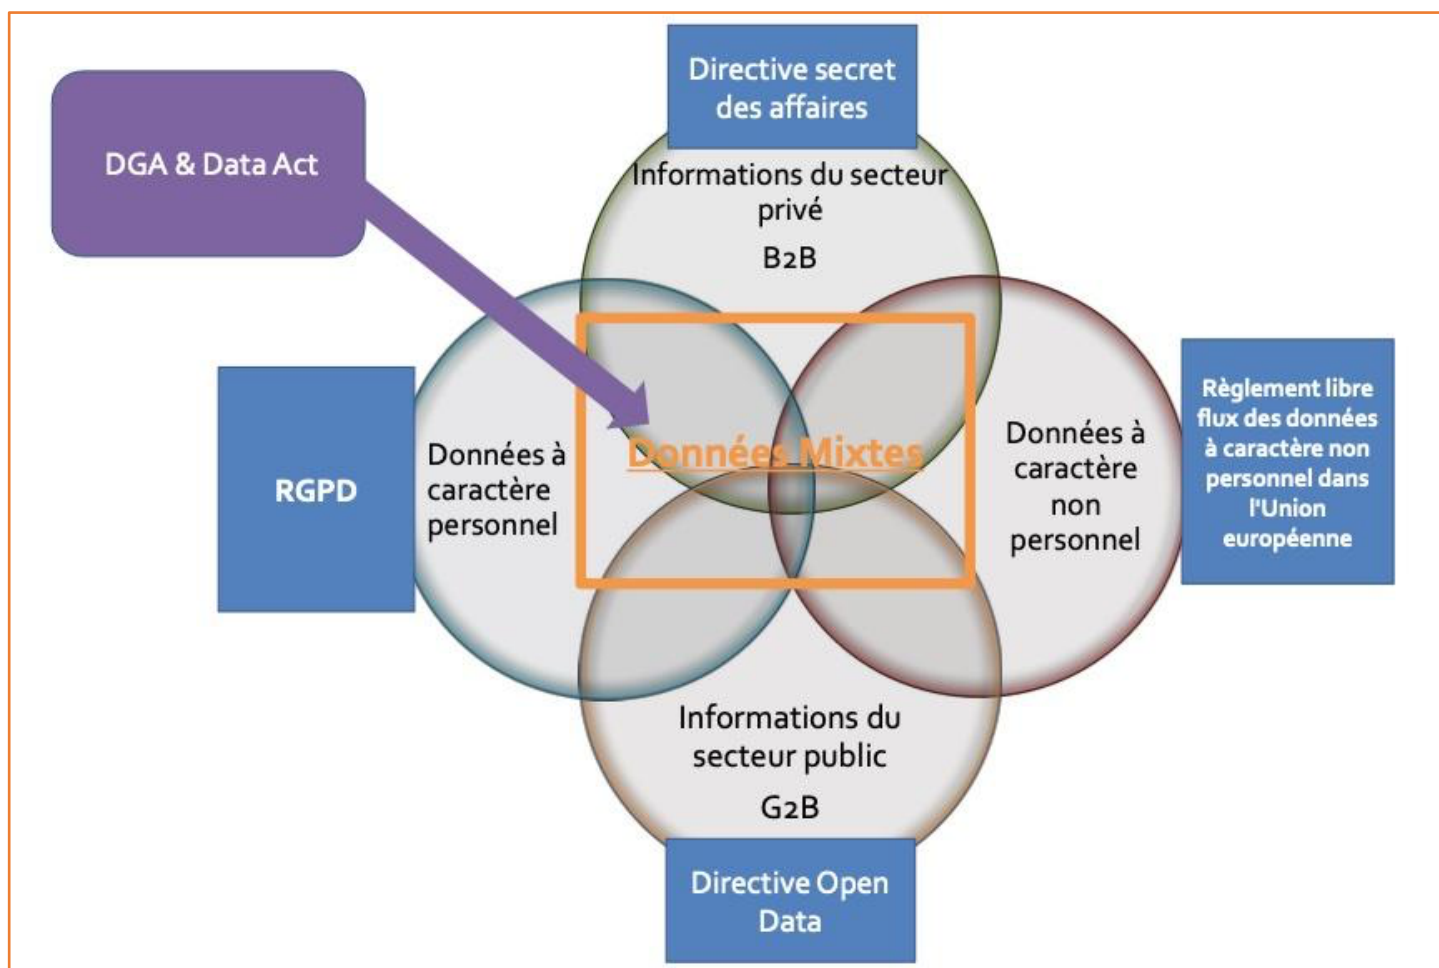 Directive secret
des affaires
DGA & Data Act
Informations du secteur
privé
B2B
RGPD
Données à
caractère
personnel
Données Mixtes
Données à
caractère
non
personnel
Règlement libre
flux des données
à caractère non
personnel dans
l'Union
européenne
Informations du
secteur public
G2B
Directive Open
Data